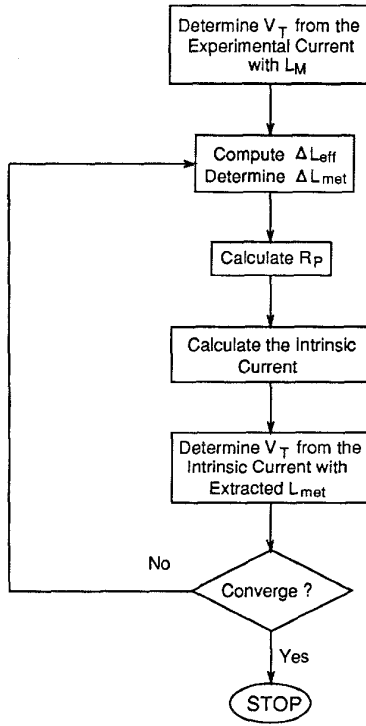 Determine V_T from the
Experimental Current
with L_M
Compute ΔL_eff
Determine ΔL_met
Calculate R_P
Calculate the Intrinsic
Current
Determine V_T from the
Intrinsic Current with
Extracted L_met
No
Converge ?
Yes
STOP